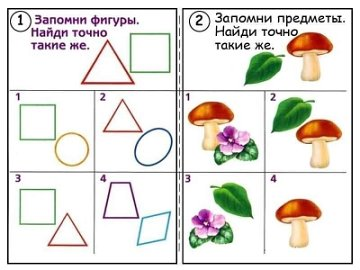 1 Запомни фигуры.
Найди точно
такие же.
1
2
3
4
2 Запомни предметы.
Найди точно
такие же.
1
2
3
4